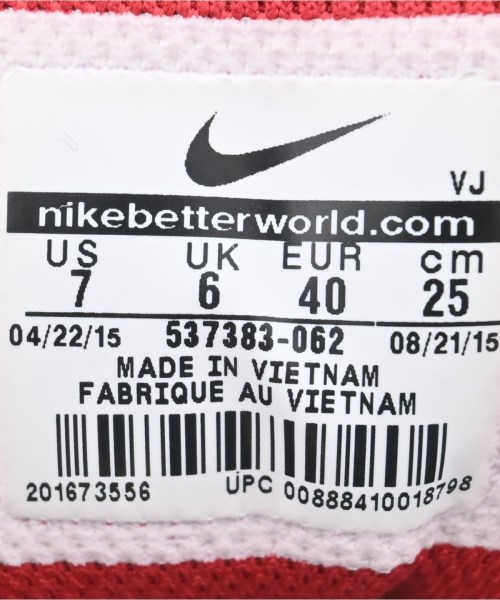 VJ
nikebetterworld.com
US UK EUR cm
7 6 40 25
04/22/15 537383-062 08/21/15
MADE IN VIETNAM
FABRIQUE AU VIETNAM
201673556 UPC 00888410018798